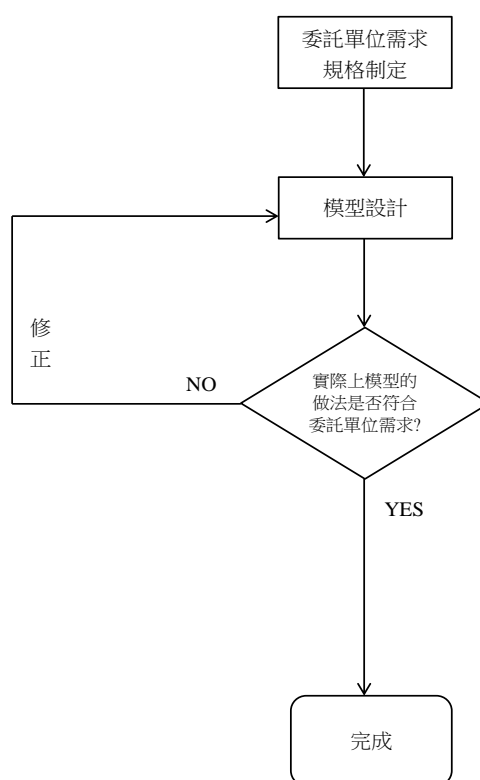 委託單位需求
規格制定
模型設計
修
正
NO
實際上模型的
做法是否符合
委託單位需求?
YES
完成